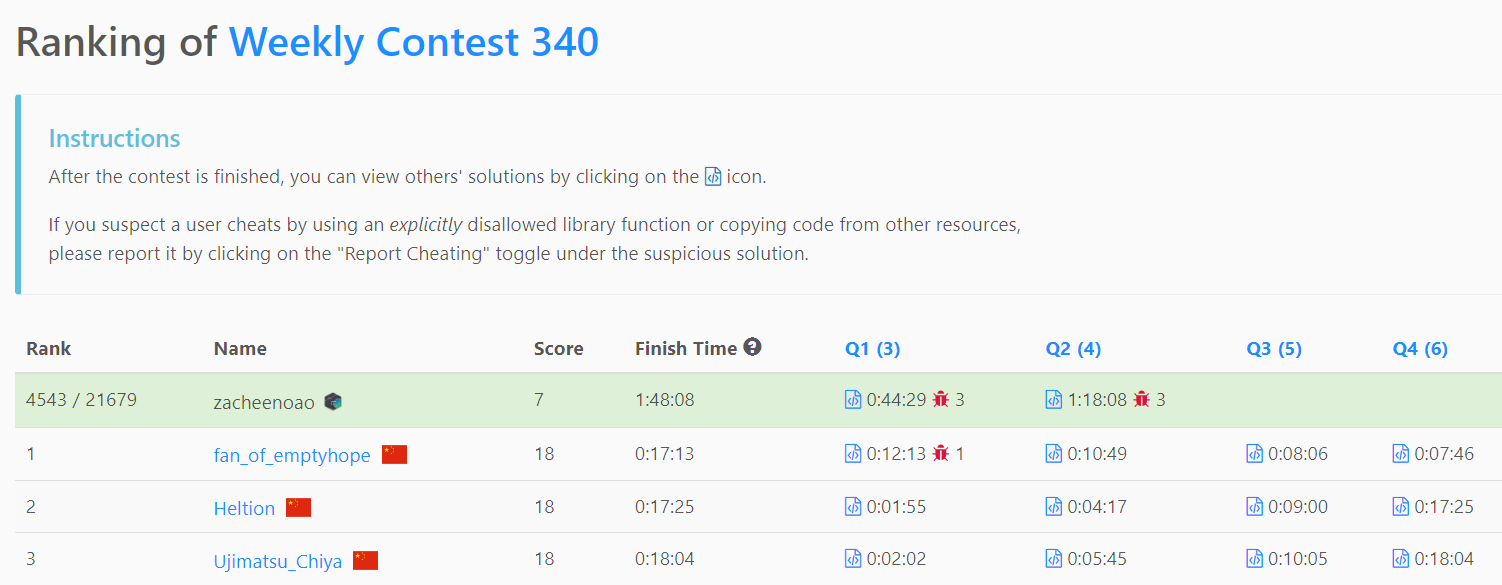 Ranking of Weekly Contest 340
Instructions
After the contest is finished, you can view others' solutions by clicking on the icon.
If you suspect a user cheats by using an explicitly disallowed library function or copying code from other resources,
please report it by clicking on the "Report Cheating" toggle under the suspicious solution.
Rank Name Score Finish Time Q1 (3) Q2 (4) Q3 (5) Q4 (6)
4543 / 21679 zacheenoao 7 1:48:08 0:44:29 3 1:18:08 3
1 fan_of_emptyhope 18 0:17:13 0:12:13 1 0:10:49 0:08:06 0:07:46
2 Heltion 18 0:17:25 0:01:55 0:04:17 0:09:00 0:17:25
3 Ujimatsu_Chiya 18 0:18:04 0:02:02 0:05:45 0:10:05 0:18:04